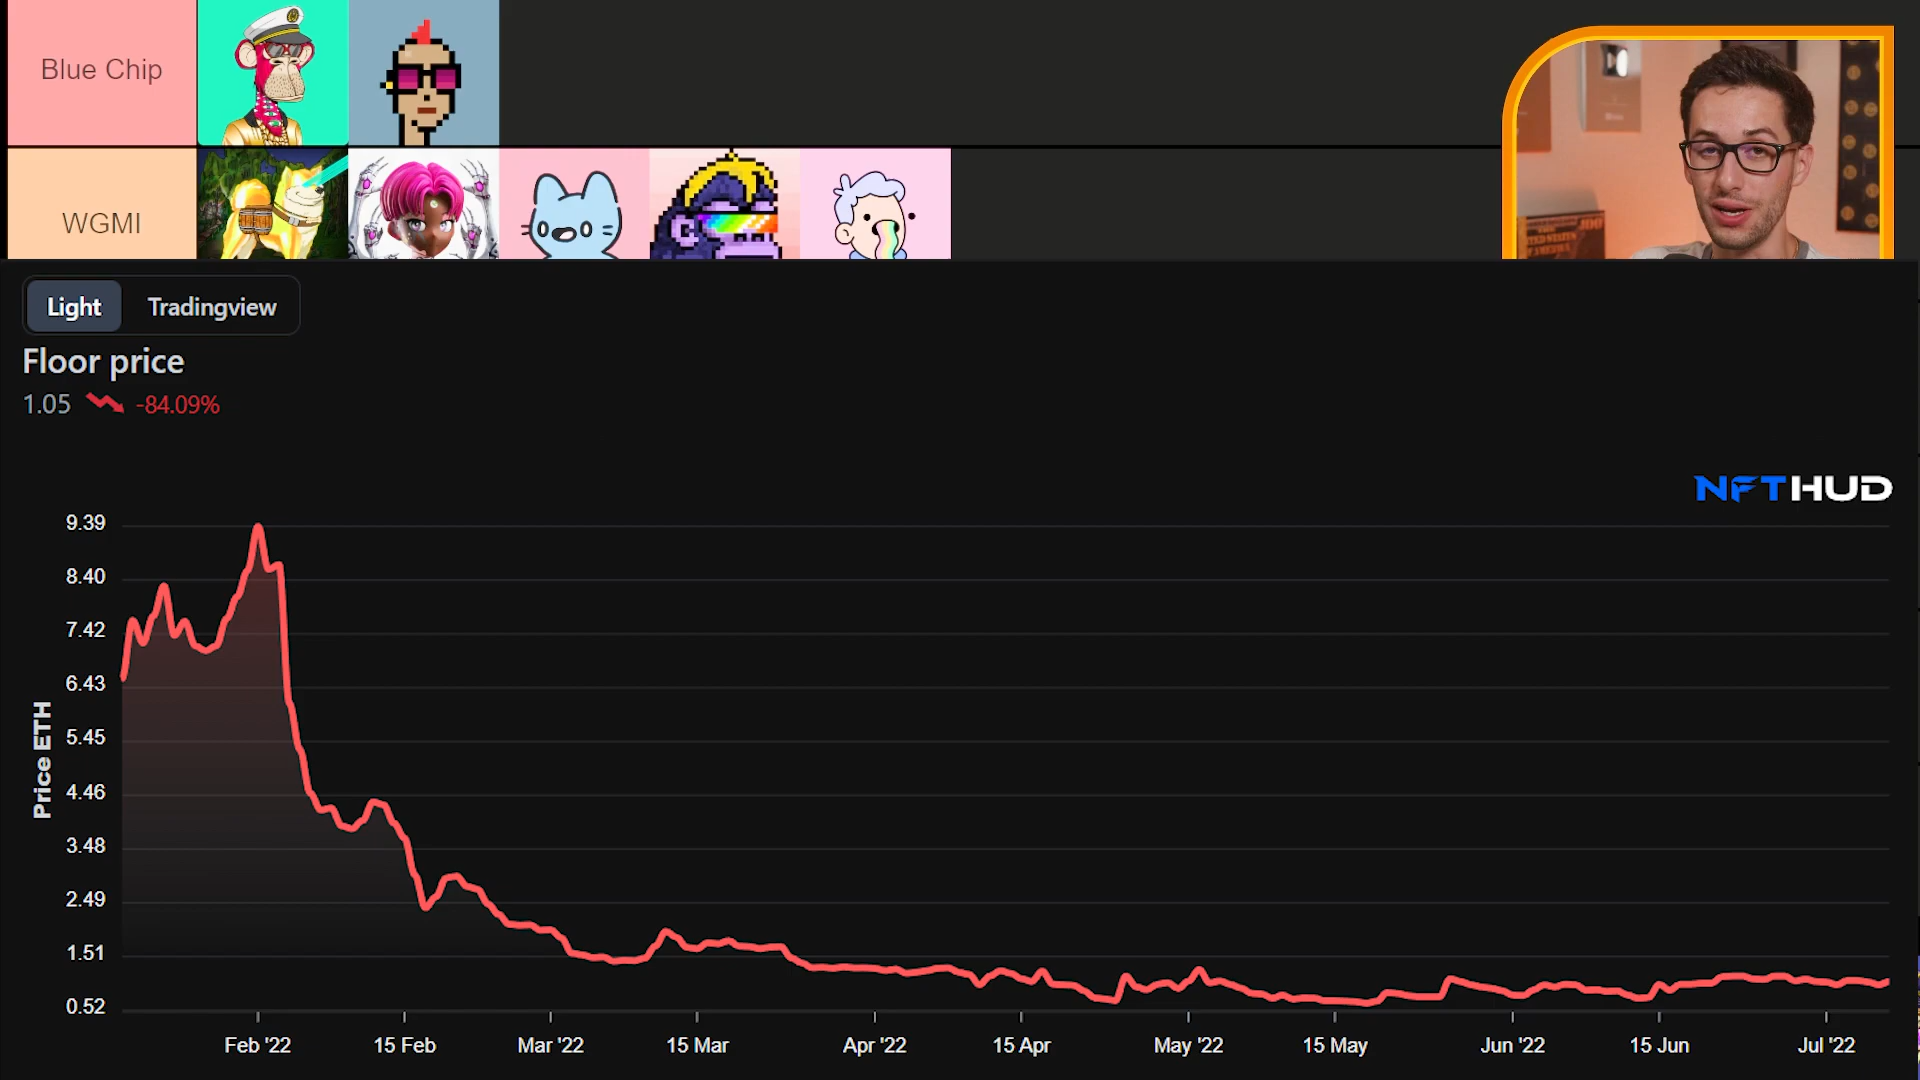 Blue Chip
WGMI
Light
Tradingview
Floor price
1.05
-84.09%
NFTHUD
Price ETH
9.39
8.40
7.42
6.43
5.45
4.46
3.48
2.49
1.51
0.52
Feb '22
15 Feb
Mar '22
15 Mar
Apr '22
15 Apr
May '22
15 May
Jun '22
15 Jun
Jul '22